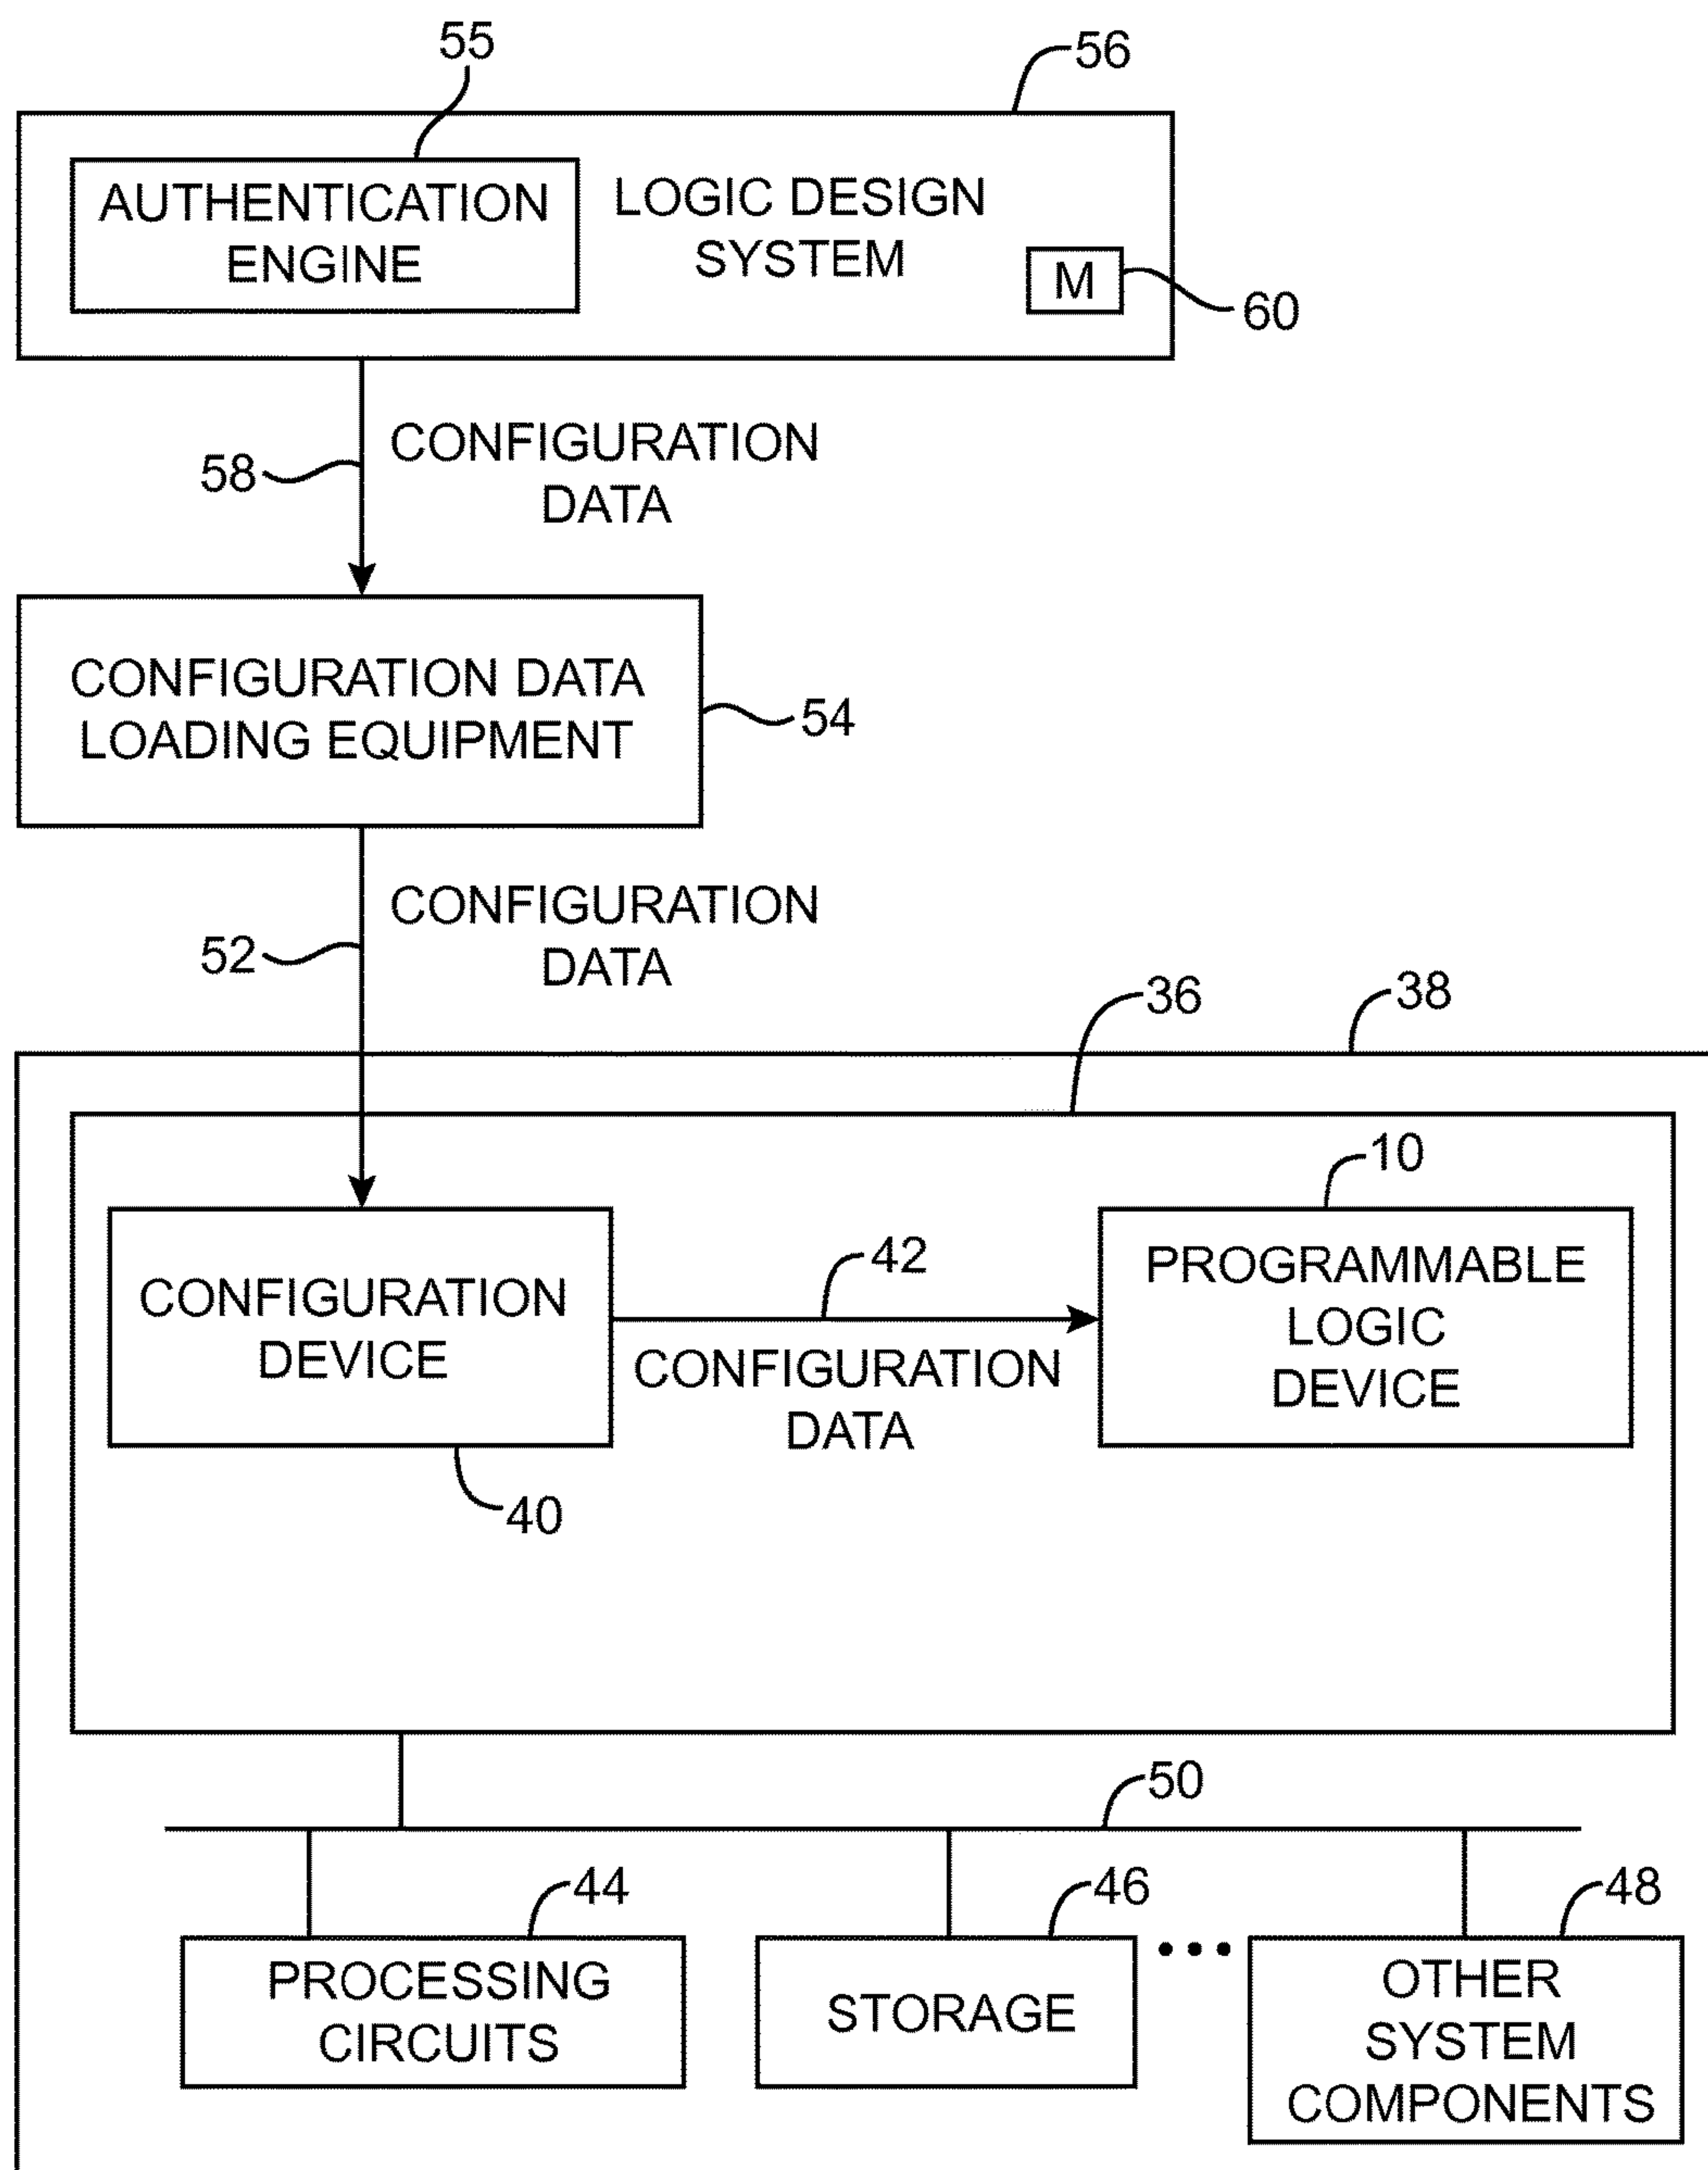 55
56
AUTHENTICATION
ENGINE
LOGIC DESIGN
SYSTEM
M
60
58
CONFIGURATION
DATA
CONFIGURATION DATA
LOADING EQUIPMENT
54
52
CONFIGURATION
DATA
36
38
10
CONFIGURATION
DEVICE
42
CONFIGURATION
DATA
PROGRAMMABLE
LOGIC
DEVICE
40
50
44
46
48
PROCESSING
CIRCUITS
STORAGE
•••
OTHER
SYSTEM
COMPONENTS